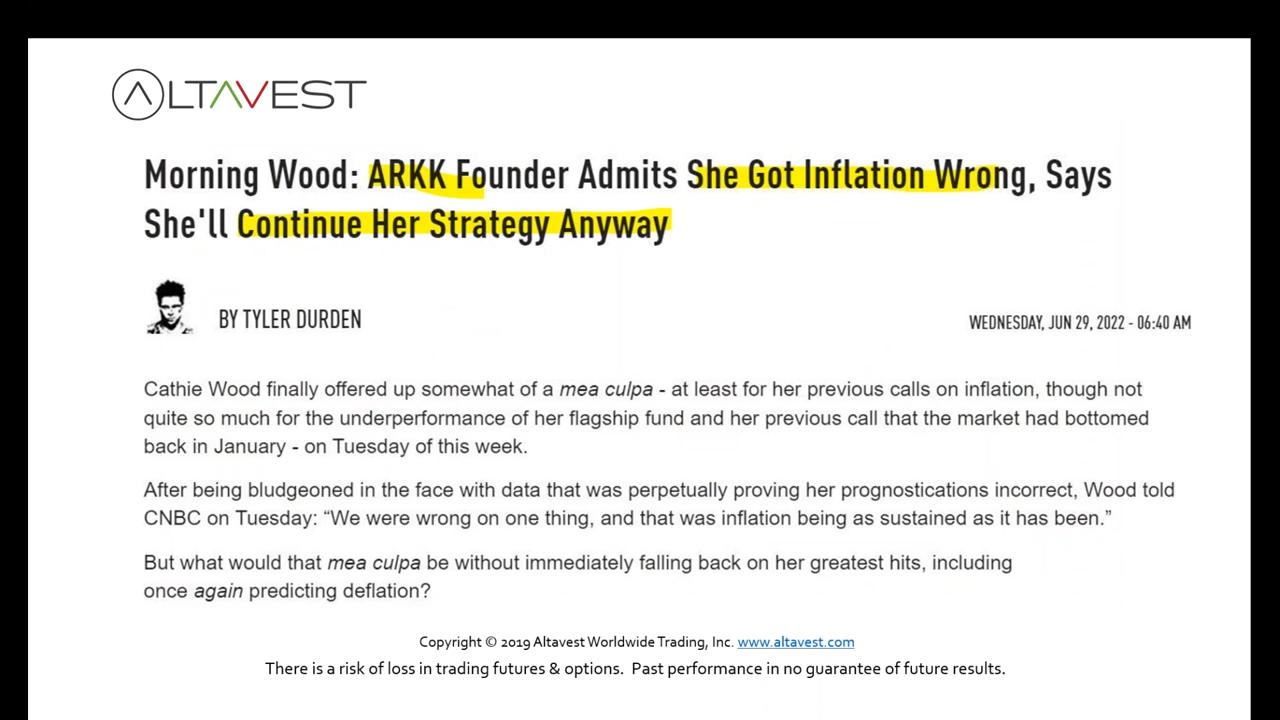 ALTAVEST
Morning Wood: ARKK Founder Admits She Got Inflation Wrong, Says
She'll Continue Her Strategy Anyway
BY TYLER DURDEN
WEDNESDAY, JUN 29, 2022 - 06:40 AM
Cathie Wood finally offered up somewhat of a mea culpa - at least for her previous calls on inflation, though not
quite so much for the underperformance of her flagship fund and her previous call that the market had bottomed
back in January - on Tuesday of this week.
After being bludgeoned in the face with data that was perpetually proving her prognostications incorrect, Wood told
CNBC on Tuesday: “We were wrong on one thing, and that was inflation being as sustained as it has been.”
But what would that mea culpa be without immediately falling back on her greatest hits, including
once again predicting deflation?
Copyright © 2019 Altavest Worldwide Trading, Inc. www.altavest.com
There is a risk of loss in trading futures & options. Past performance in no guarantee of future results.